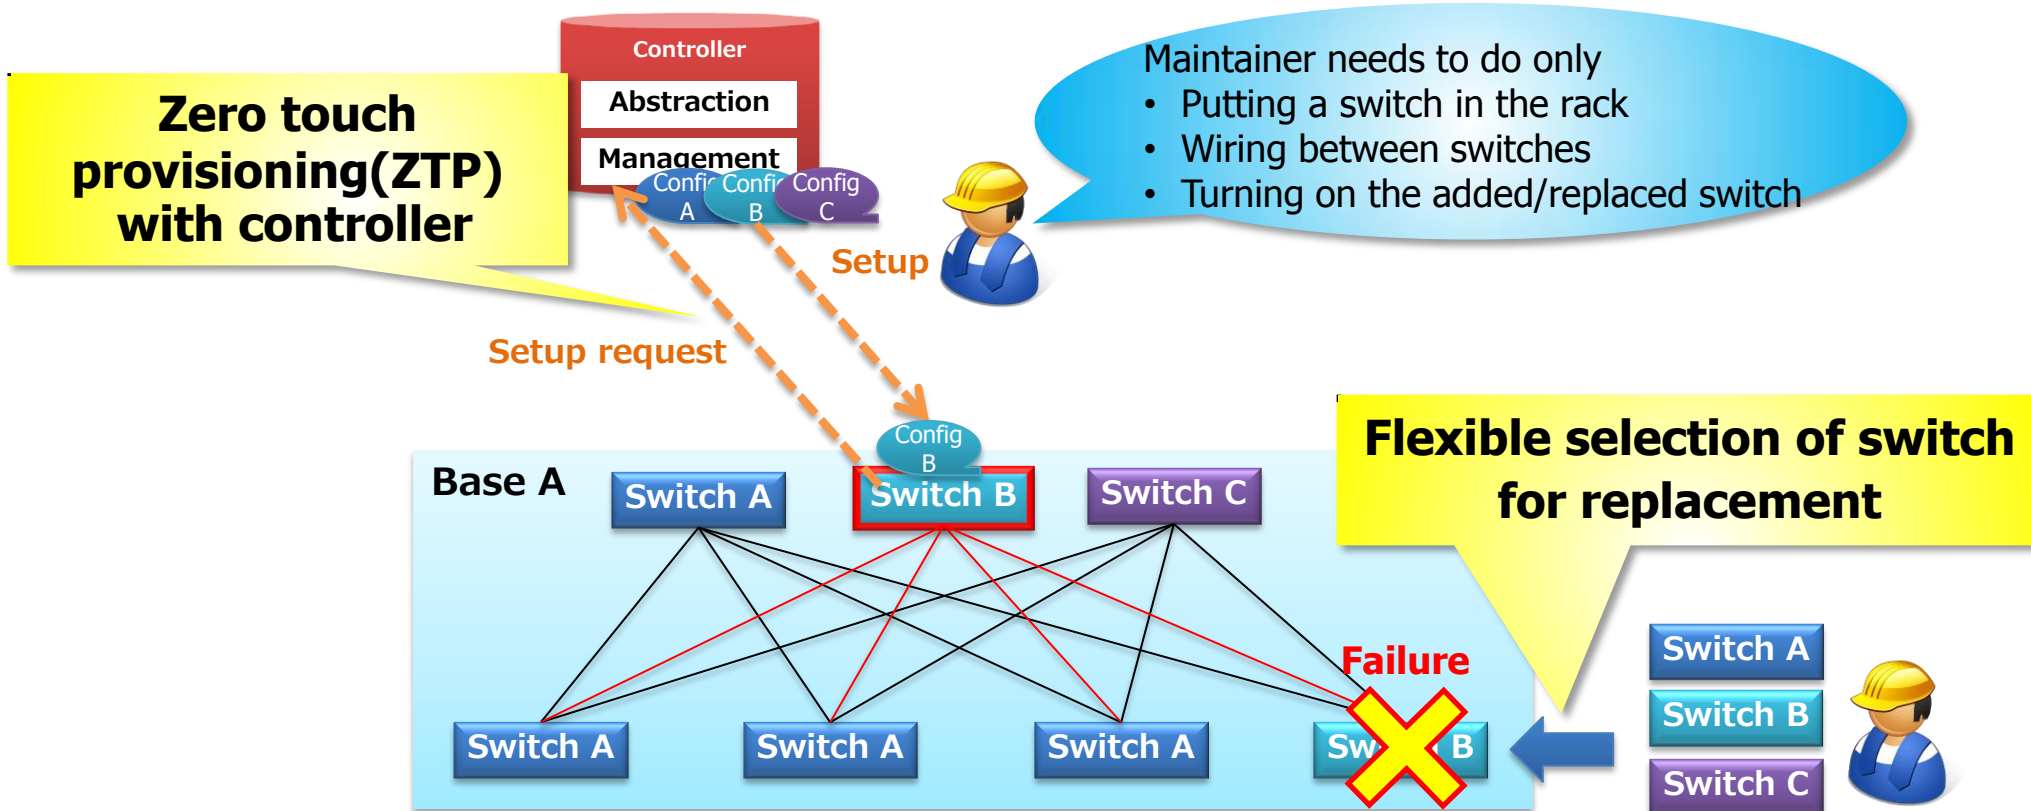 Controller
Abstraction
Management
Config
A
Config
B
Config
C
Zero touch
provisioning(ZTP)
with controller
Maintainer needs to do only
• Putting a switch in the rack
• Wiring between switches
• Turning on the added/replaced switch
Setup
Setup request
Config
B
Base A
Switch A
Switch B
Switch C
Flexible selection of switch
for replacement
Failure
Switch A
Switch A
Switch A
Switch B
Switch A
Switch B
Switch C